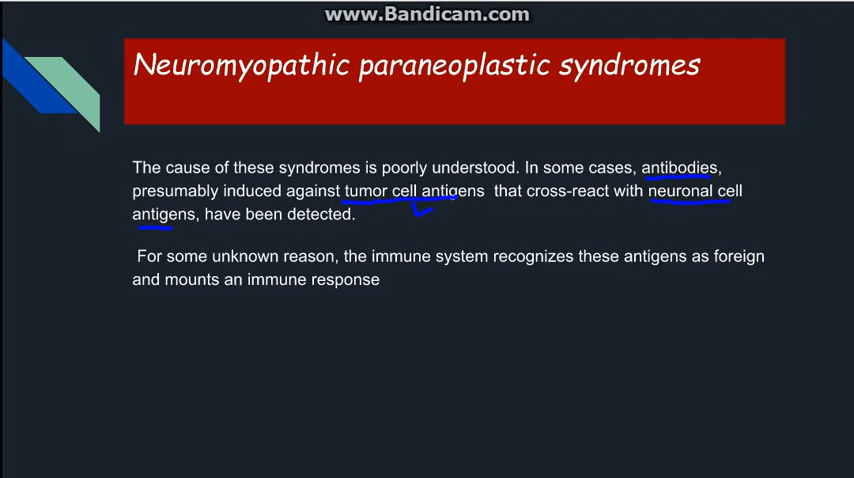 www.Bandicam.com
Neuromyopathic paraneoplastic syndromes
The cause of these syndromes is poorly understood. In some cases, antibodies,
presumably induced against tumor cell antigens that cross-react with neuronal cell
antigens, have been detected.
For some unknown reason, the immune system recognizes these antigens as foreign
and mounts an immune response